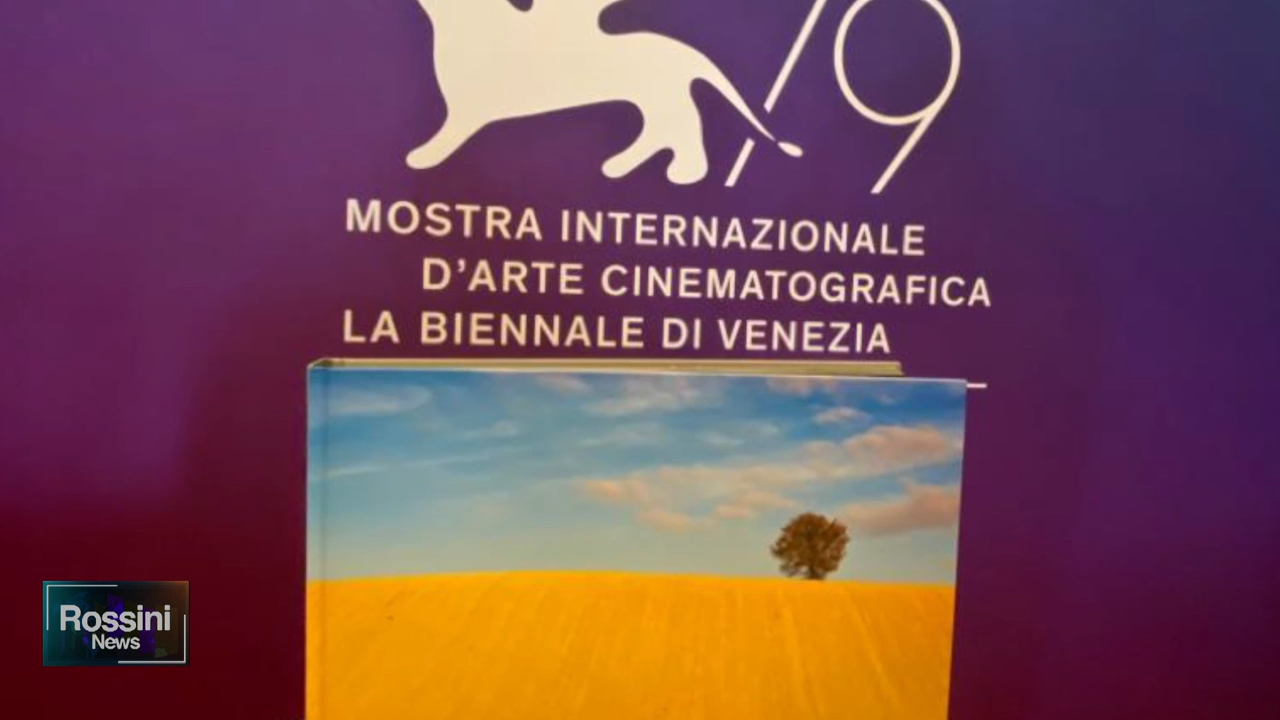 79
MOSTRA INTERNAZIONALE
D'ARTE CINEMATOGRAFICA
LA BIENNALE DI VENEZIA
Rossini
News